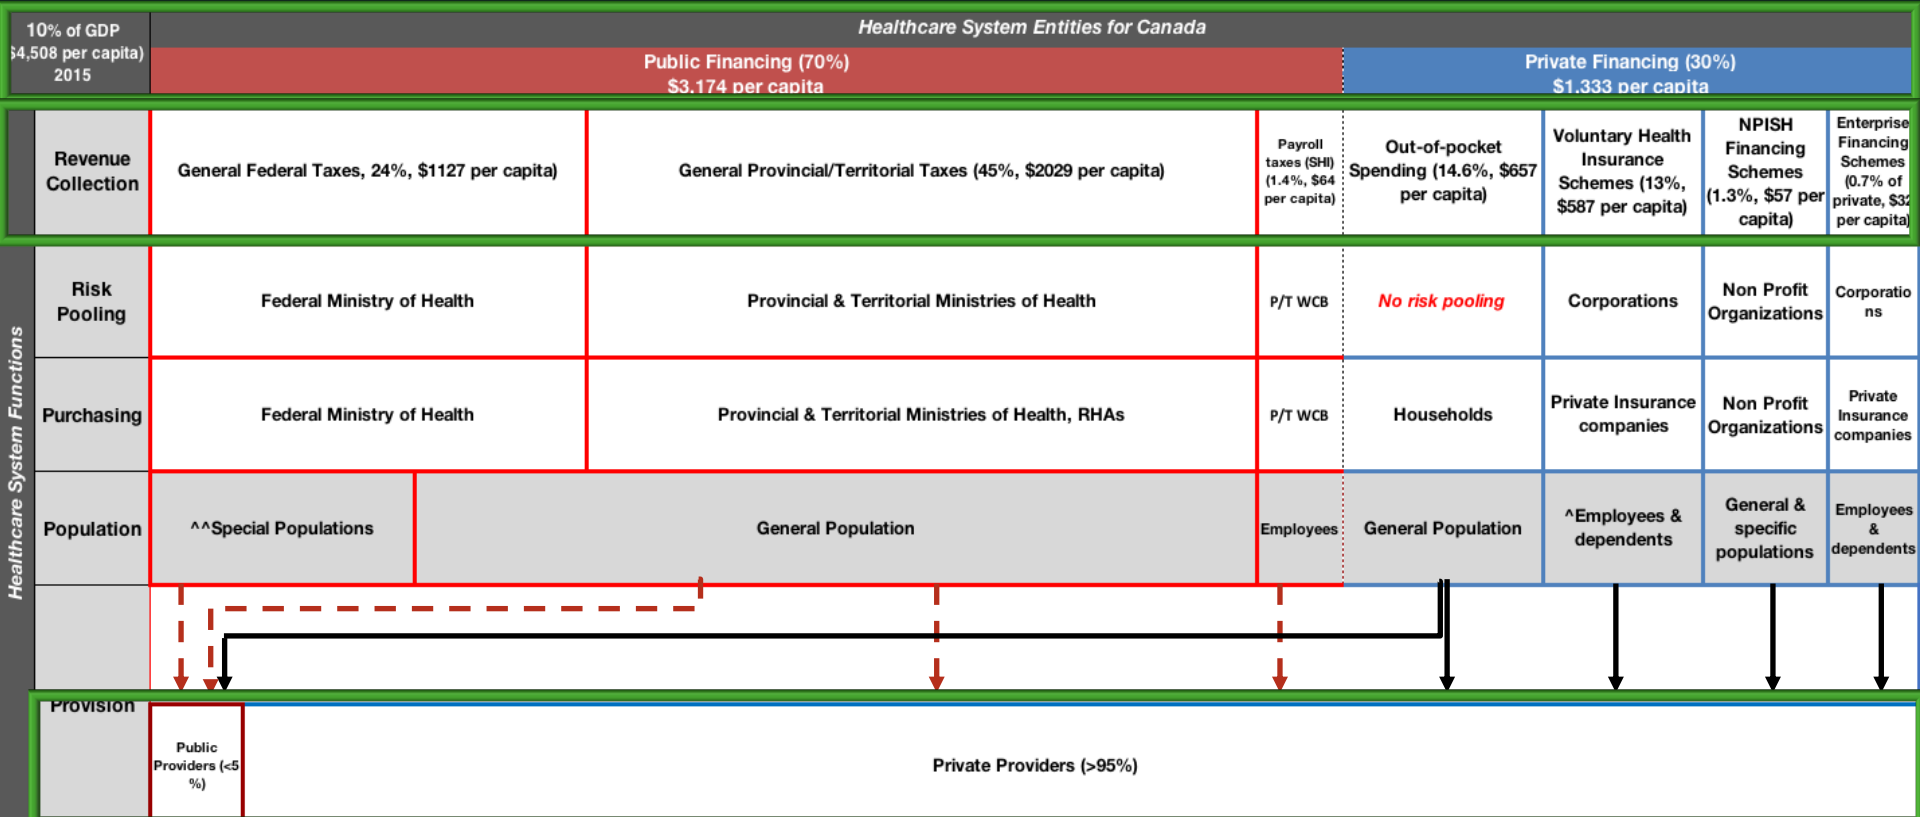 10% of GDP
$4,508 per capita)
2015
Healthcare System Entities for Canada
Public Financing (70%)
$3,174 per capita
Private Financing (30%)
$1,333 per capita
Healthcare System Functions
Revenue
Collection
General Federal Taxes, 24%, $1127 per capita)
General Provincial/Territorial Taxes (45%, $2029 per capita)
Payroll
taxes (SHI)
(1.4%, $64
per capita)
Out-of-pocket
Spending (14.6%, $657
per capita)
Voluntary Health
Insurance
Schemes (13%,
$587 per capita)
NPISH
Financing
Schemes
(1.3%, $57 per
capita)
Enterprise
Financing
Schemes
(0.7% of
private, $32
per capita)
Risk
Pooling
Federal Ministry of Health
Provincial & Territorial Ministries of Health
P/T WCB
No risk pooling
Corporations
Non Profit
Organizations
Corporatio
ns
Purchasing
Federal Ministry of Health
Provincial & Territorial Ministries of Health, RHAs
P/T WCB
Households
Private Insurance
companies
Non Profit
Organizations
Private
Insurance
companies
Population
^^Special Populations
General Population
Employees
General Population
^Employees &
dependents
General &
specific
populations
Employees
&
dependents
Provision
Public
Providers (<5
%)
Private Providers (>95%)